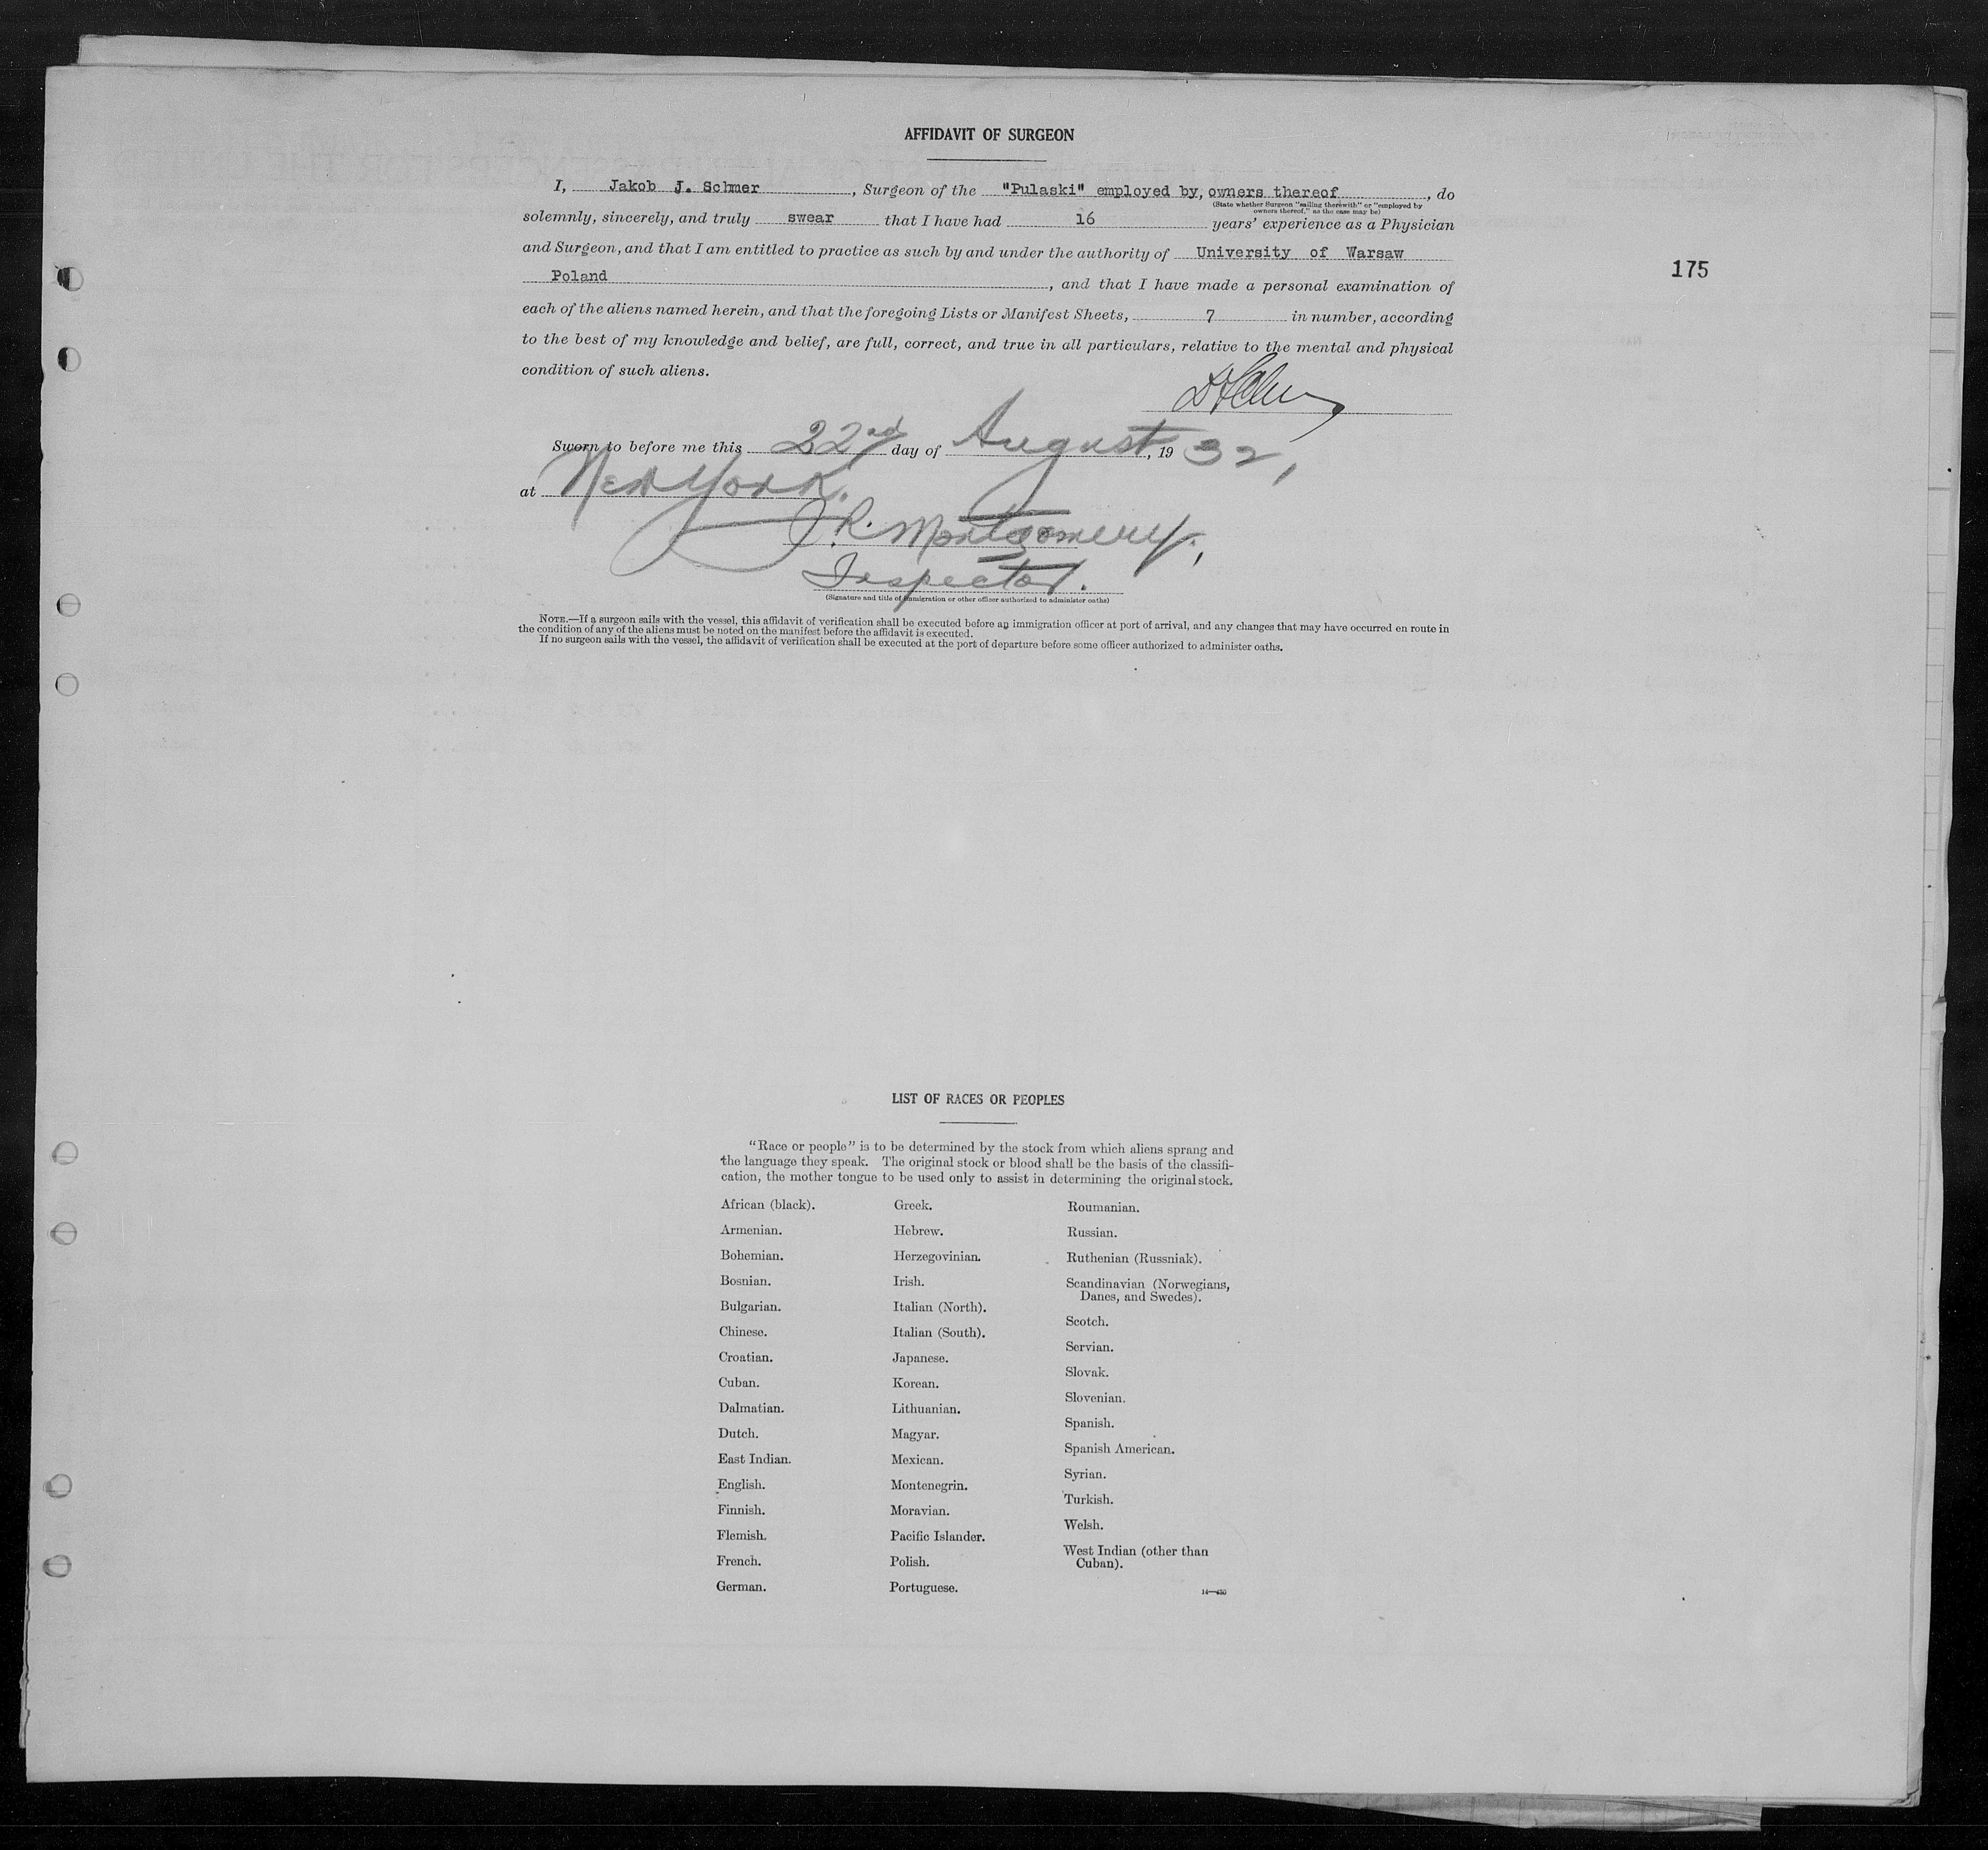 AFFIDAVIT OF SURGEON
I, Jakob J. Schmer, Surgeon of the "Pulaski" employed by, owners thereof, do
(State whether Surgeon "sailing therewith" or "employed by
owners thereof," as the case may be)
solemnly, sincerely, and truly swear that I have had 16 years' experience as a Physician
and Surgeon, and that I am entitled to practice as such by and under the authority of University of Warsaw
Poland, and that I have made a personal examination of
175
each of the aliens named herein, and that the foregoing Lists or Manifest Sheets, 7 in number, according
to the best of my knowledge and belief, are full, correct, and true in all particulars, relative to the mental and physical
condition of such aliens.
Sworn to before me this 22nd day of August, 1932,
at New York.
J.R. Montgomery,
Inspector.
(Signature and title of immigration or other officer authorized to administer oaths)
NOTE.—If a surgeon sails with the vessel, this affidavit of verification shall be executed before an immigration officer at port of arrival, and any changes that may have occurred en route in
the condition of any of the aliens must be noted on the manifest before the affidavit is executed.
If no surgeon sails with the vessel, the affidavit of verification shall be executed at the port of departure before some officer authorized to administer oaths.
LIST OF RACES OR PEOPLES
"Race or people" is to be determined by the stock from which aliens sprang and
the language they speak. The original stock or blood shall be the basis of the classifi-
cation, the mother tongue to be used only to assist in determining the original stock.
African (black).
Armenian.
Bohemian.
Bosnian.
Bulgarian.
Chinese.
Croatian.
Cuban.
Dalmatian.
Dutch.
East Indian.
English.
Finnish.
Flemish.
French.
German.
Greek.
Hebrew.
Herzegovinian.
Irish.
Italian (North).
Italian (South).
Japanese.
Korean.
Lithuanian.
Magyar.
Mexican.
Montenegrin.
Moravian.
Pacific Islander.
Polish.
Portuguese.
Roumanian.
Russian.
Ruthenian (Russniak).
Scandinavian (Norwegians,
Danes, and Swedes).
Scotch.
Servian.
Slovak.
Slovenian.
Spanish.
Spanish American.
Syrian.
Turkish.
Welsh.
West Indian (other than
Cuban).